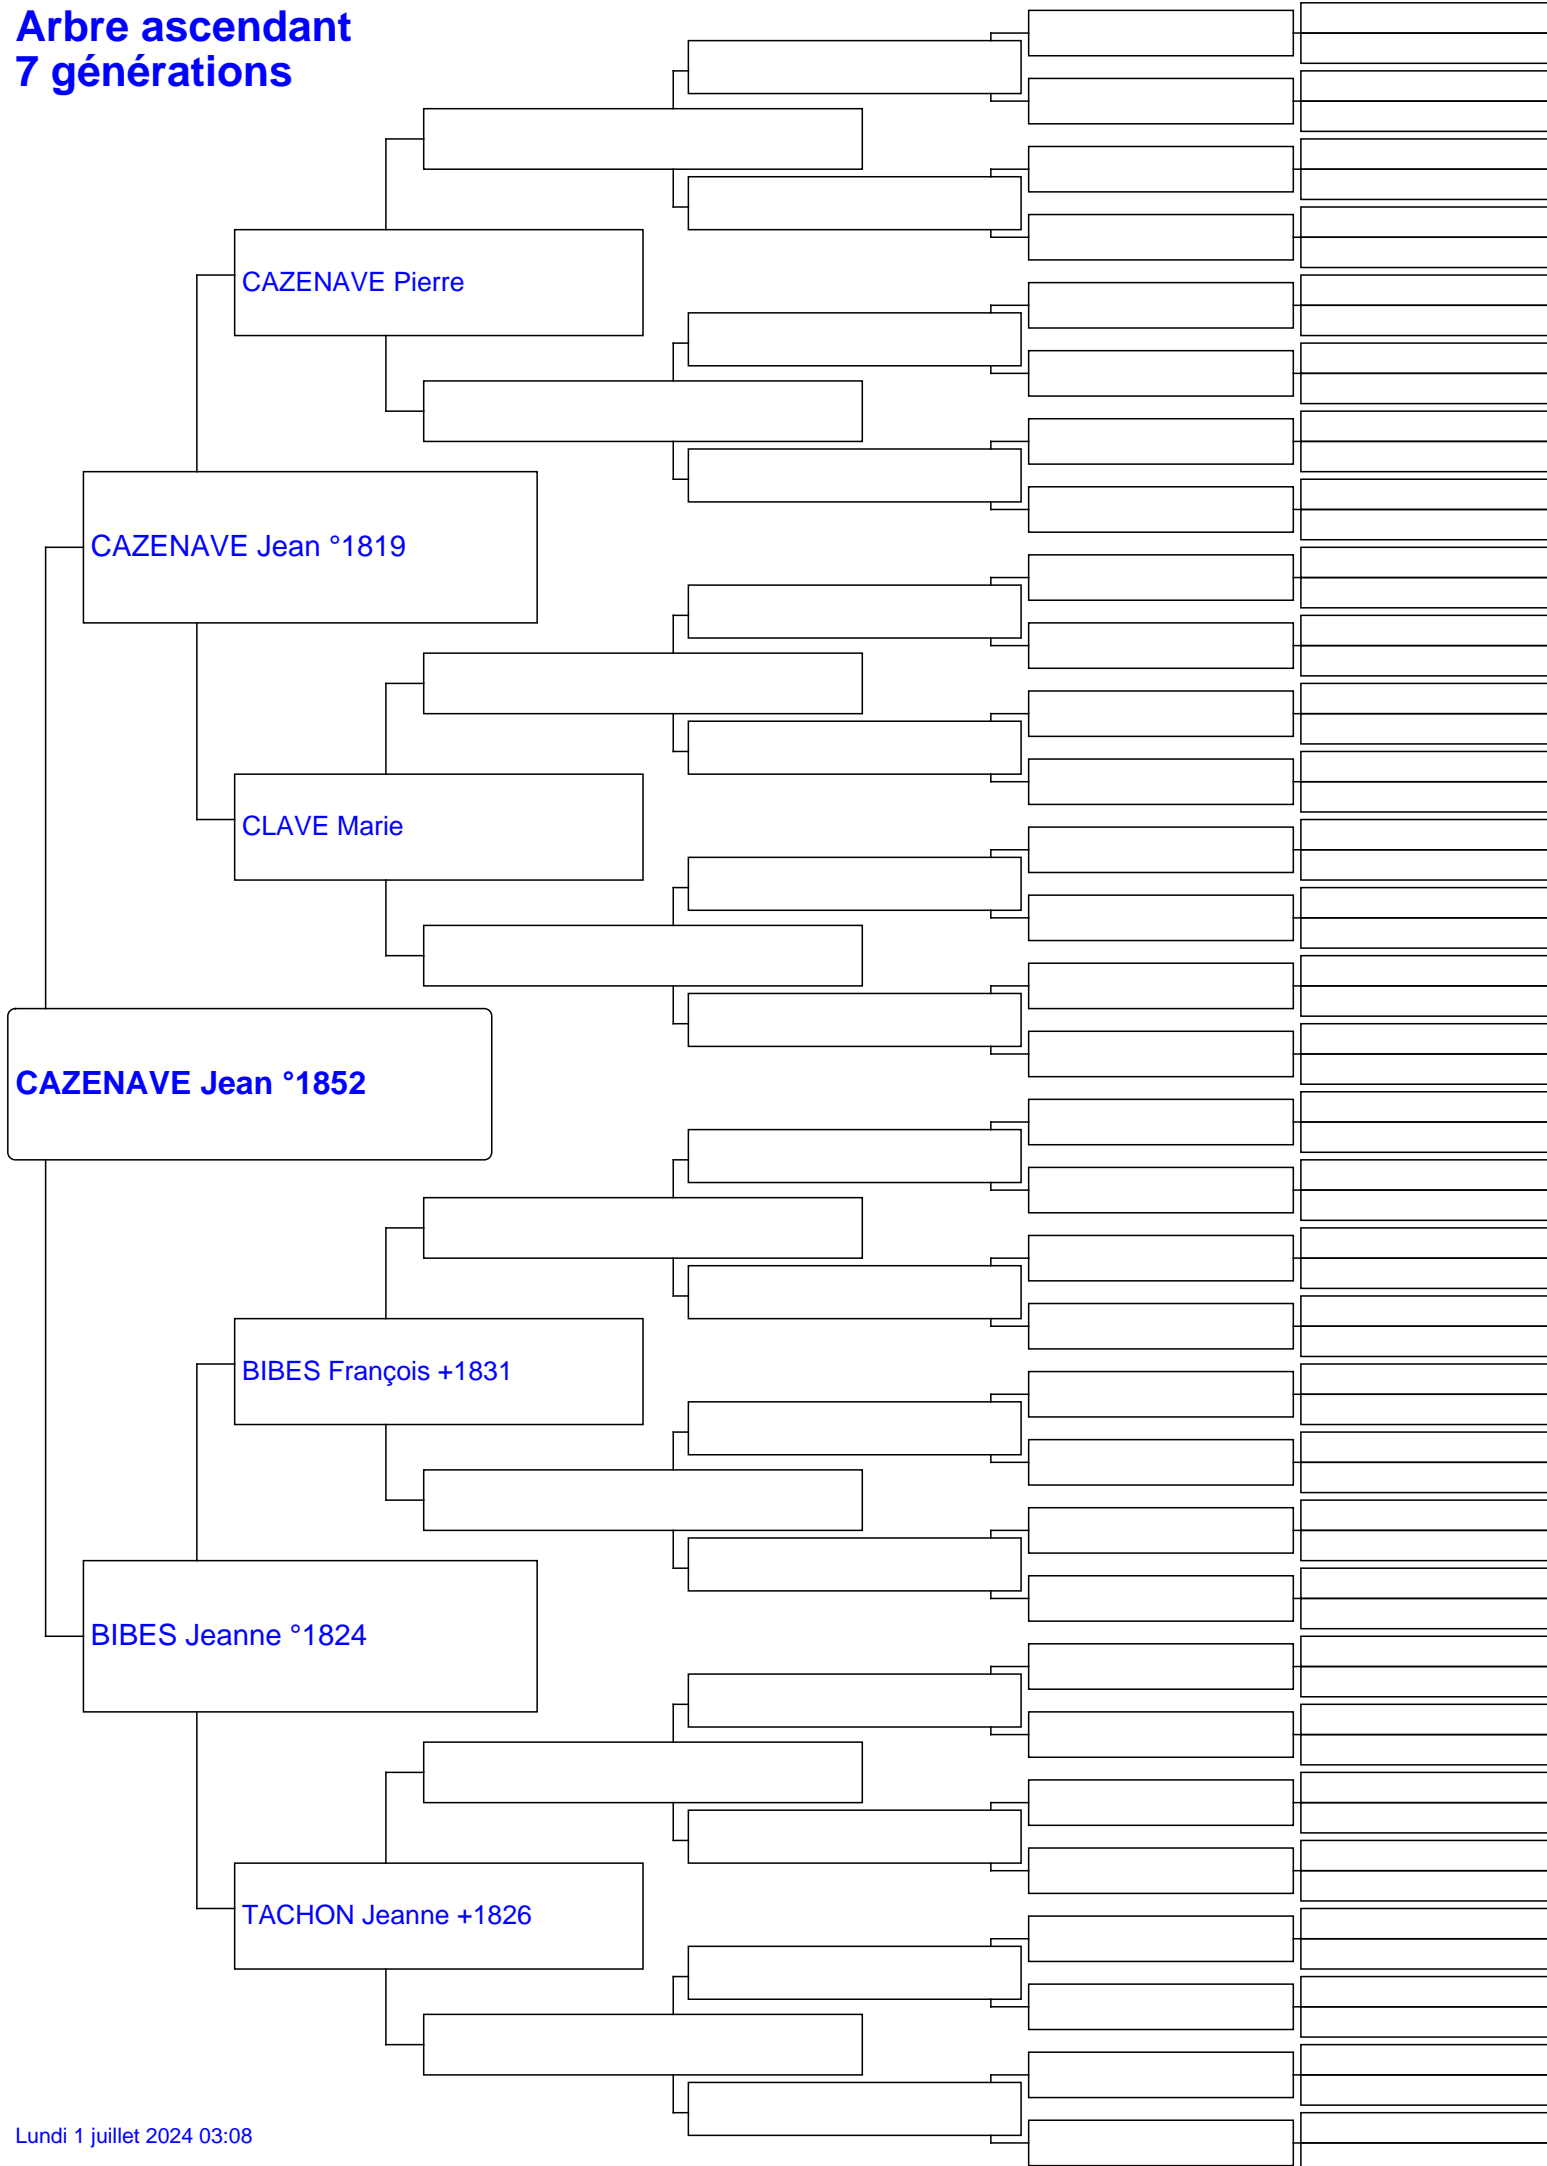 Arbre ascendant
7 générations
CAZENAVE Pierre
CAZENAVE Jean °1819
CLAVE Marie
CAZENAVE Jean °1852
BIBES François +1831
BIBES Jeanne °1824
TACHON Jeanne +1826
Lundi 1 juillet 2024 03:08